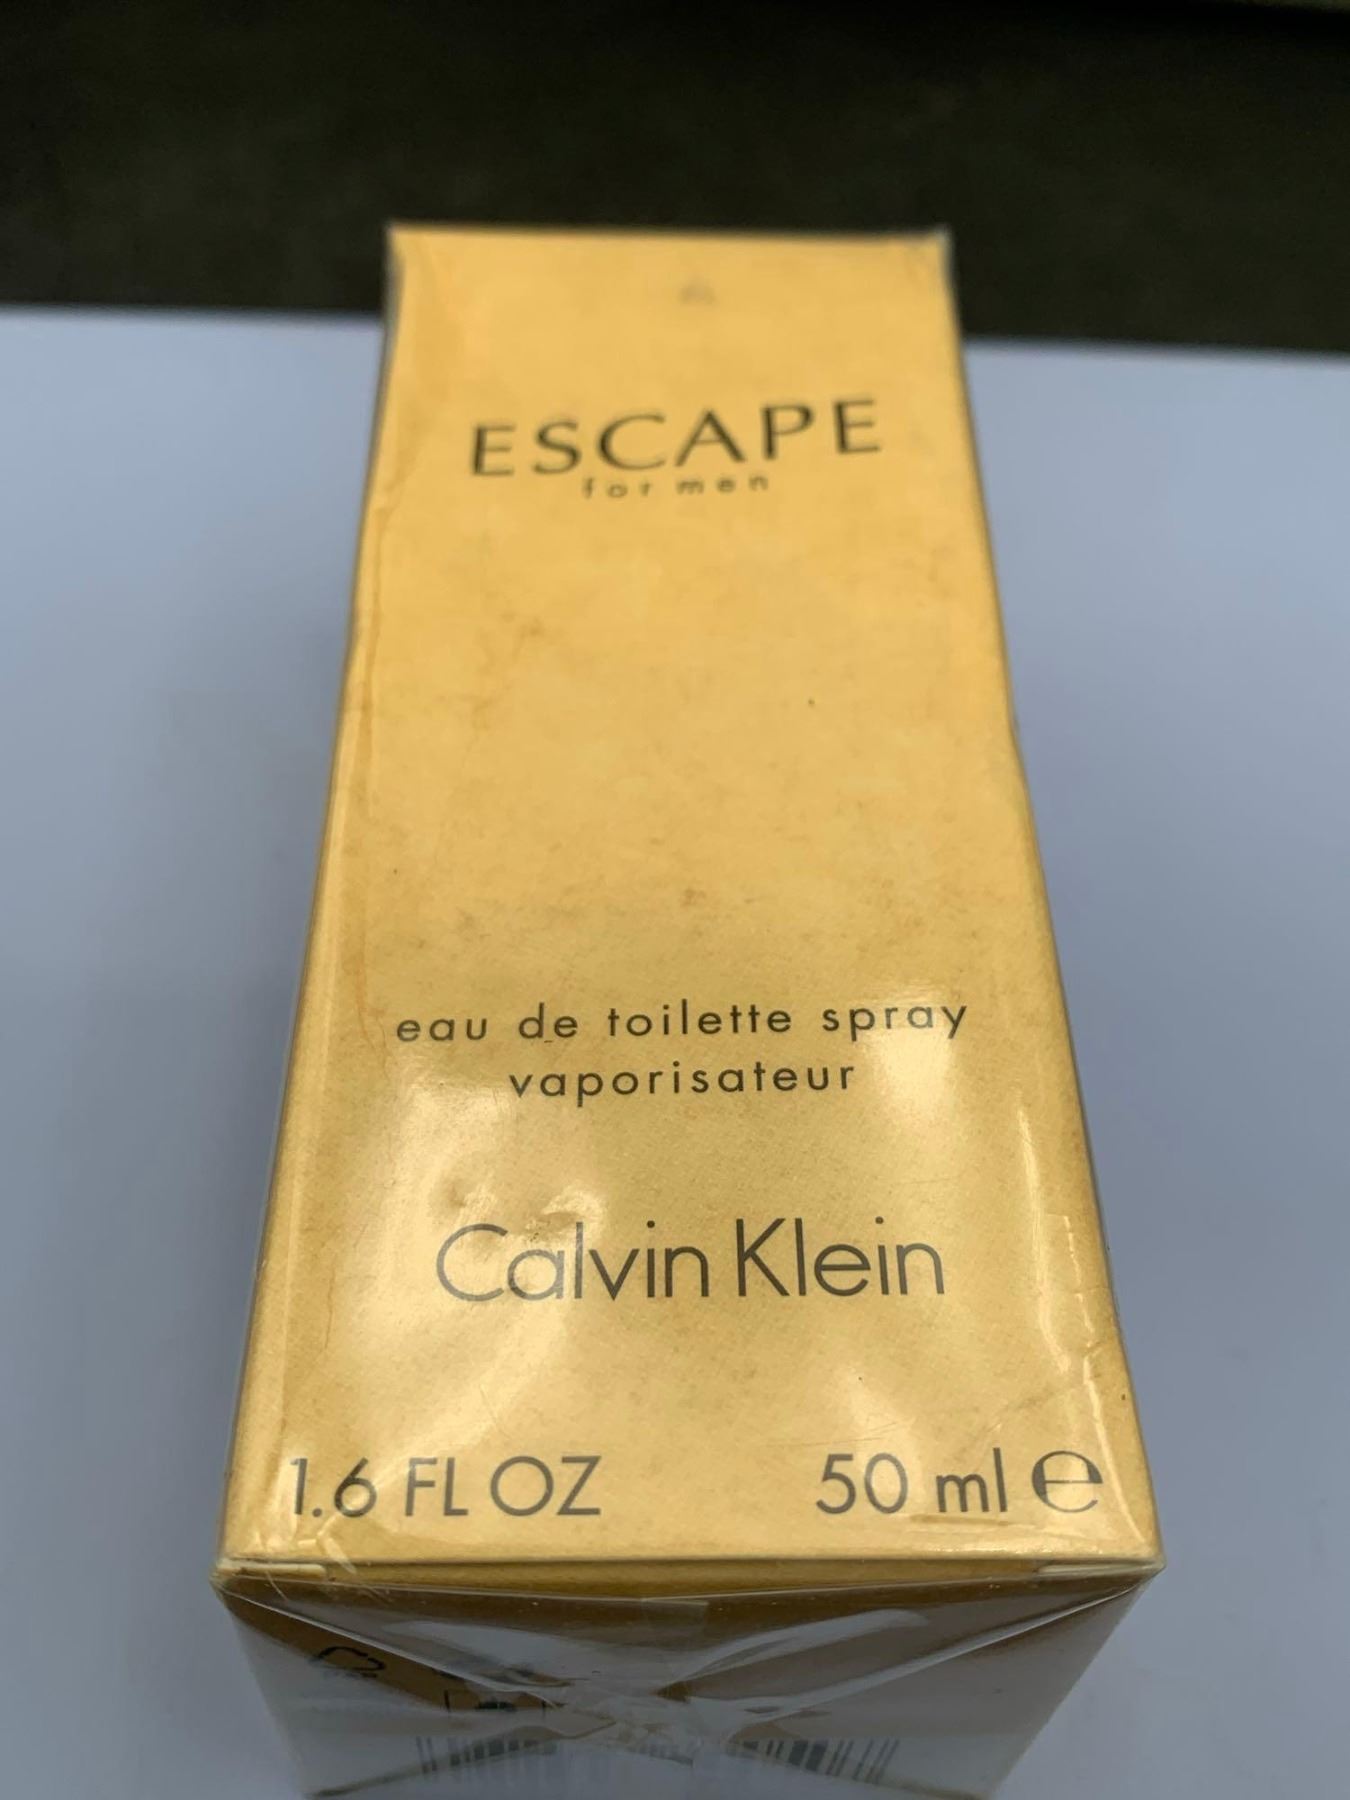 ESCAPE
for men
eau de toilette spray
vaporisateur
Calvin Klein
1.6 FL OZ 50 ml ℮